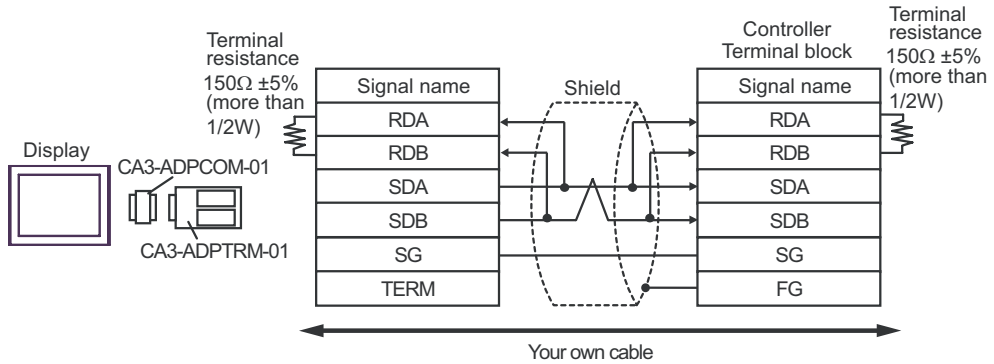 Terminal
resistance
150Ω ±5%
(more than
1/2W)
Display
CA3-ADPCOM-01
CA3-ADPTRM-01
Signal name
RDA
RDB
SDA
SDB
SG
TERM
Shield
Controller
Terminal block
Signal name
RDA
RDB
SDA
SDB
SG
FG
Terminal
resistance
150Ω ±5%
(more than
1/2W)
Your own cable